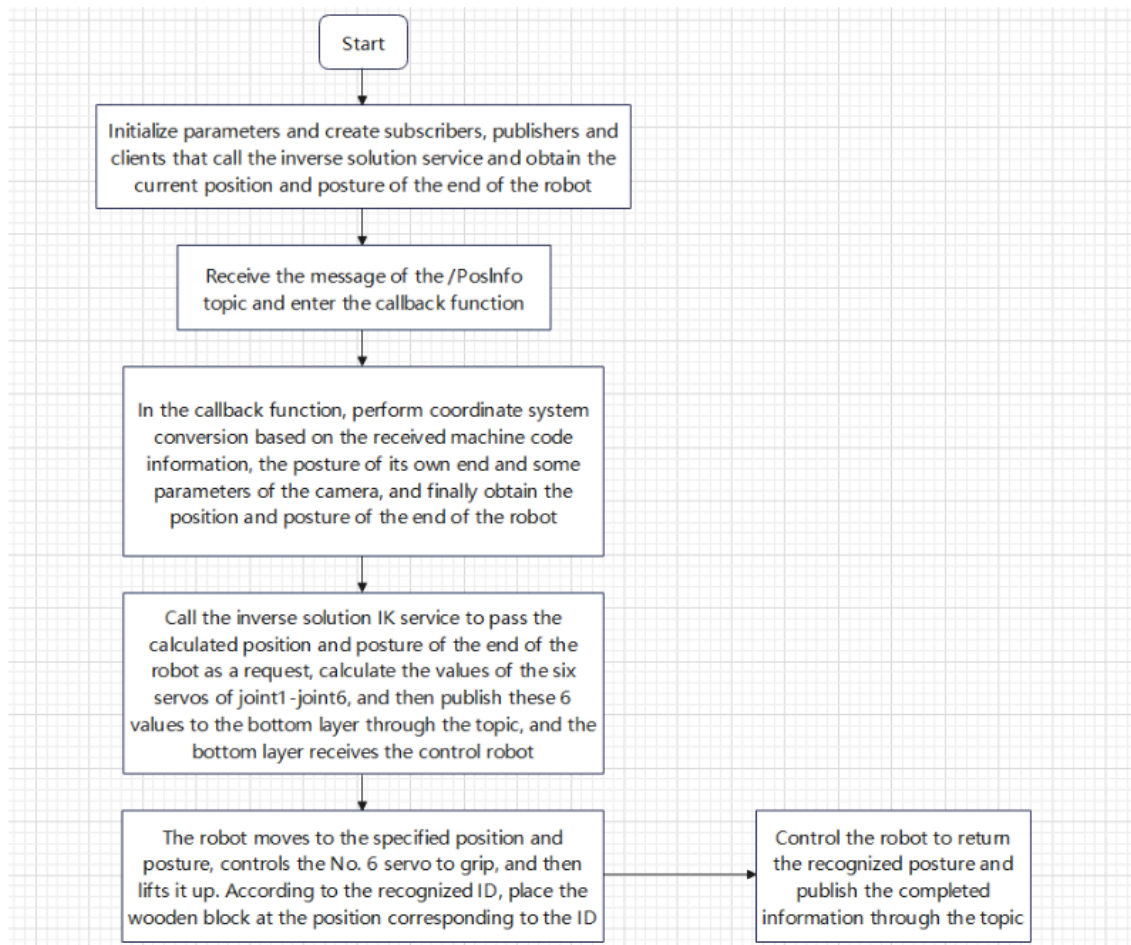 Start
Initialize parameters and create subscribers, publishers and
clients that call the inverse solution service and obtain the
current position and posture of the end of the robot
Receive the message of the /PosInfo
topic and enter the callback function
In the callback function, perform coordinate system
conversion based on the received machine code
information, the posture of its own end and some
parameters of the camera, and finally obtain the
position and posture of the end of the robot
Call the inverse solution IK service to pass the
calculated position and posture of the end of the
robot as a request, calculate the values of the six
servos of joint1-joint6, and then publish these 6
values to the bottom layer through the topic, and the
bottom layer receives the control robot
The robot moves to the specified position and
posture, controls the No. 6 servo to grip, and then
lifts it up. According to the recognized ID, place the
wooden block at the position corresponding to the ID
Control the robot to return
the recognized posture and
publish the completed
information through the topic